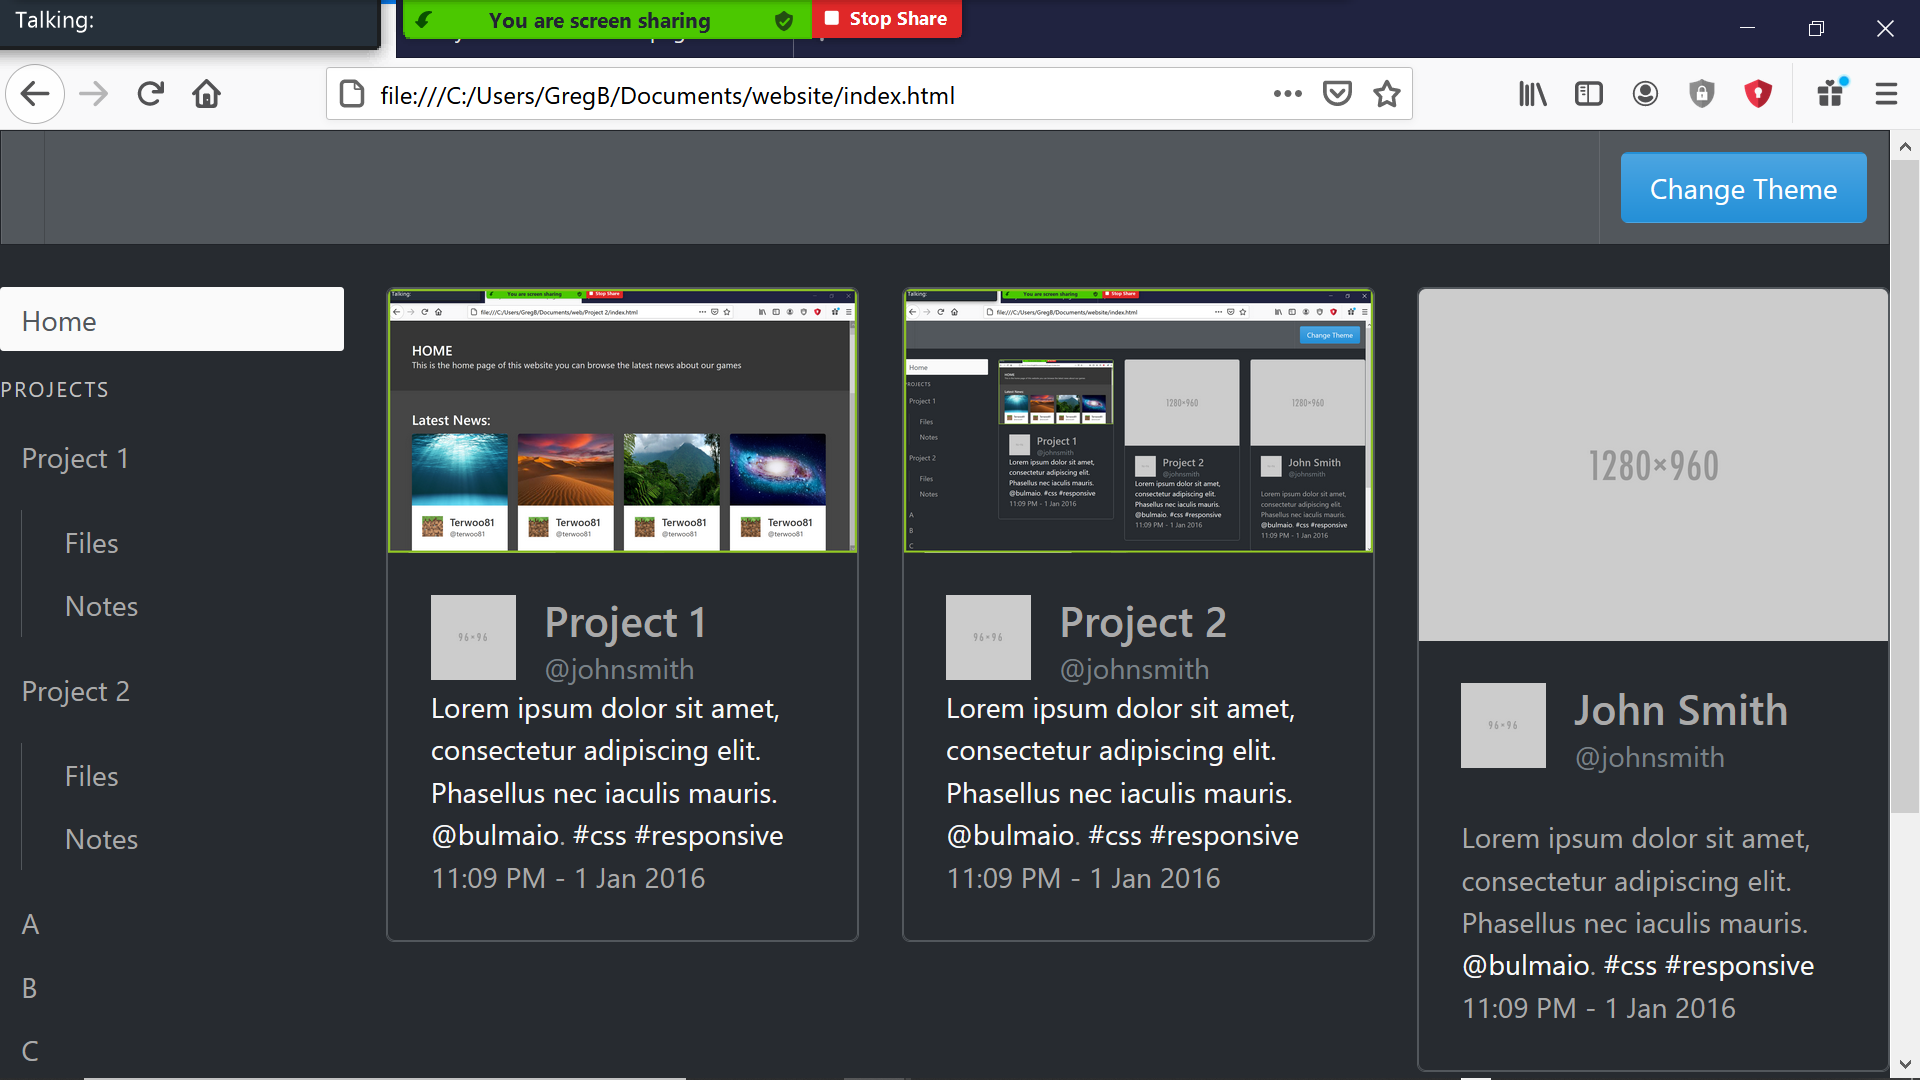 Talking:
You are screen sharing
Stop Share
file:///C:/Users/GregB/Documents/website/index.html
Change Theme
Home
PROJECTS
Project 1
Files
Notes
Project 2
Files
Notes
A
B
C
Talking:
You are screen sharing
Stop Share
file:///C:/Users/GregB/Documents/web/Project 2/index.html
HOME
This is the home page of this website you can browse the latest news about our games
Latest News:
Terwoo81
@terwoo81
Terwoo81
@terwoo81
Terwoo81
@terwoo81
Terwoo81
@terwoo81
96×96
Project 1
@johnsmith
Lorem ipsum dolor sit amet,
consectetur adipiscing elit.
Phasellus nec iaculis mauris.
@bulmaio. #css #responsive
11:09 PM - 1 Jan 2016
Talking:
You are screen sharing
Stop Share
file:///C:/Users/GregB/Documents/website/index.html
Change Theme
Home
PROJECTS
Project 1
Files
Notes
Project 2
Files
Notes
A
B
C
Project 1
@johnsmith
Lorem ipsum dolor sit amet,
consectetur adipiscing elit.
Phasellus nec iaculis mauris.
@bulmaio. #css #responsive
11:09 PM - 1 Jan 2016
1280×960
Project 2
@johnsmith
Lorem ipsum dolor sit amet,
consectetur adipiscing elit.
Phasellus nec iaculis mauris.
@bulmaio. #css #responsive
11:09 PM - 1 Jan 2016
1280×960
John Smith
@johnsmith
Lorem ipsum dolor sit amet,
consectetur adipiscing elit.
Phasellus nec iaculis mauris.
@bulmaio. #css #responsive
11:09 PM - 1 Jan 2016
96×96
Project 2
@johnsmith
Lorem ipsum dolor sit amet,
consectetur adipiscing elit.
Phasellus nec iaculis mauris.
@bulmaio. #css #responsive
11:09 PM - 1 Jan 2016
1280×960
96×96
John Smith
@johnsmith
Lorem ipsum dolor sit amet,
consectetur adipiscing elit.
Phasellus nec iaculis mauris.
@bulmaio. #css #responsive
11:09 PM - 1 Jan 2016